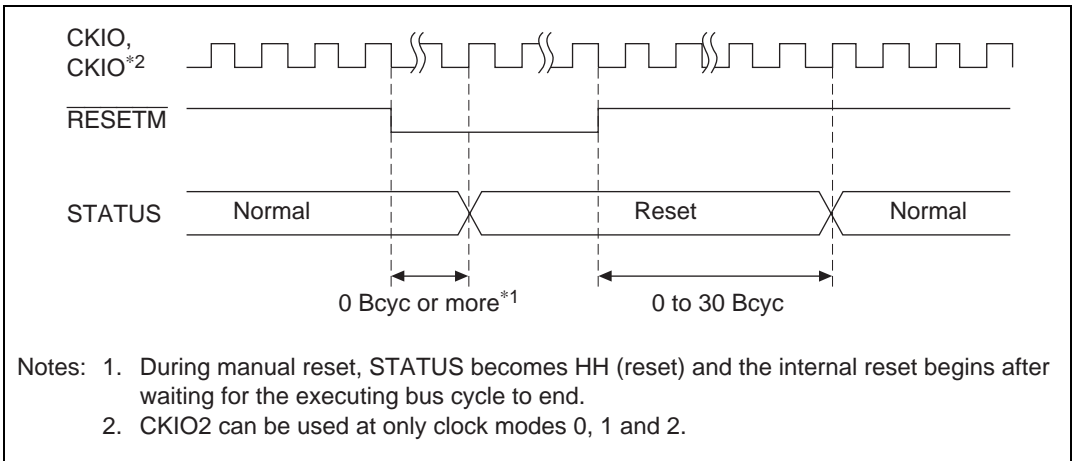 CKIO,
CKIO*2
RESETM
STATUS Normal Reset Normal
0 Bcyc or more*1 0 to 30 Bcyc
Notes: 1. During manual reset, STATUS becomes HH (reset) and the internal reset begins after
waiting for the executing bus cycle to end.
2. CKIO2 can be used at only clock modes 0, 1 and 2.